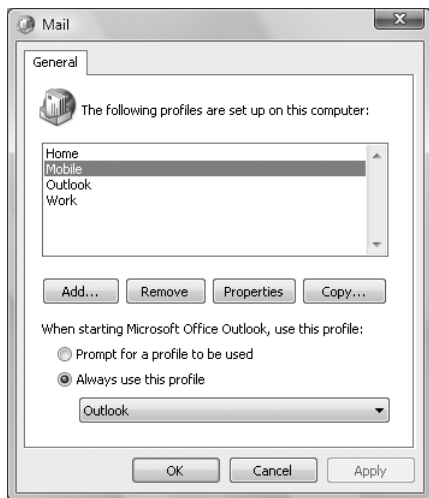 Mail
General
The following profiles are set up on this computer:
Home
Mobile
Outlook
Work
Add...
Remove
Properties
Copy...
When starting Microsoft Office Outlook, use this profile:
Prompt for a profile to be used
Always use this profile
Outlook
OK
Cancel
Apply